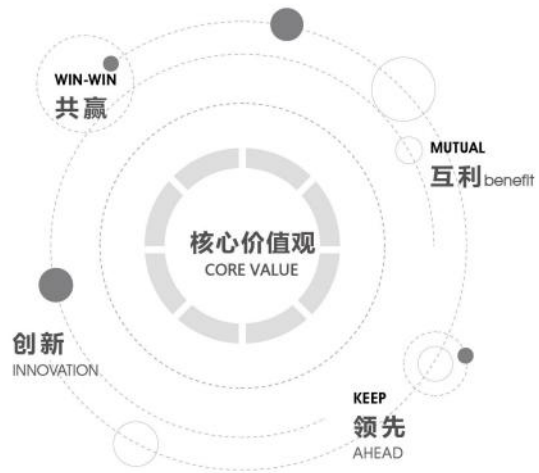 WIN-WIN
共赢
MUTUAL
互利benefit
核心价值观
CORE VALUE
创新
INNOVATION
KEEP
领先
AHEAD